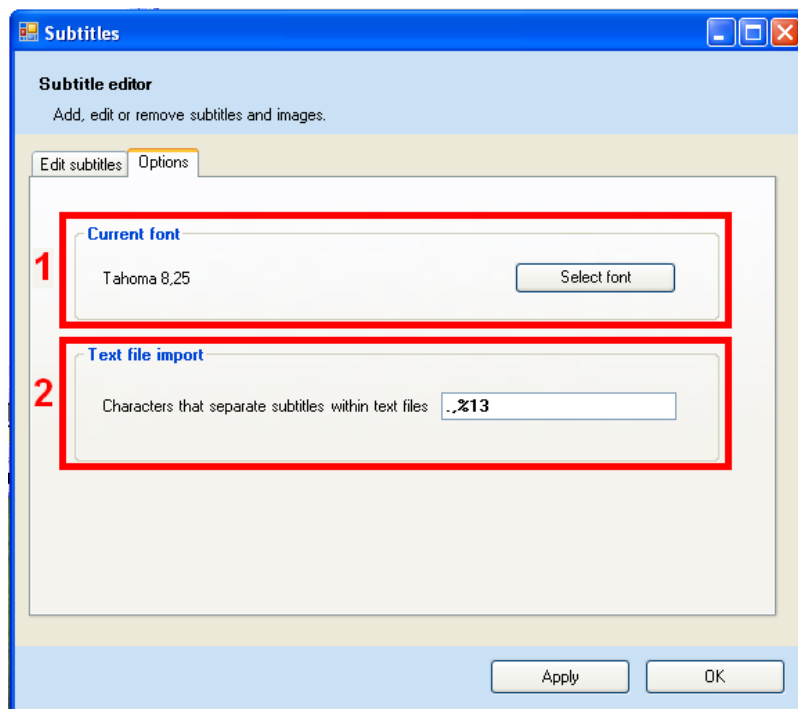 Subtitles
Subtitle editor
Add, edit or remove subtitles and images.
Edit subtitles Options
1
Current font
Tahoma 8,25 Select font
2
Text file import
Characters that separate subtitles within text files .,%13
Apply OK